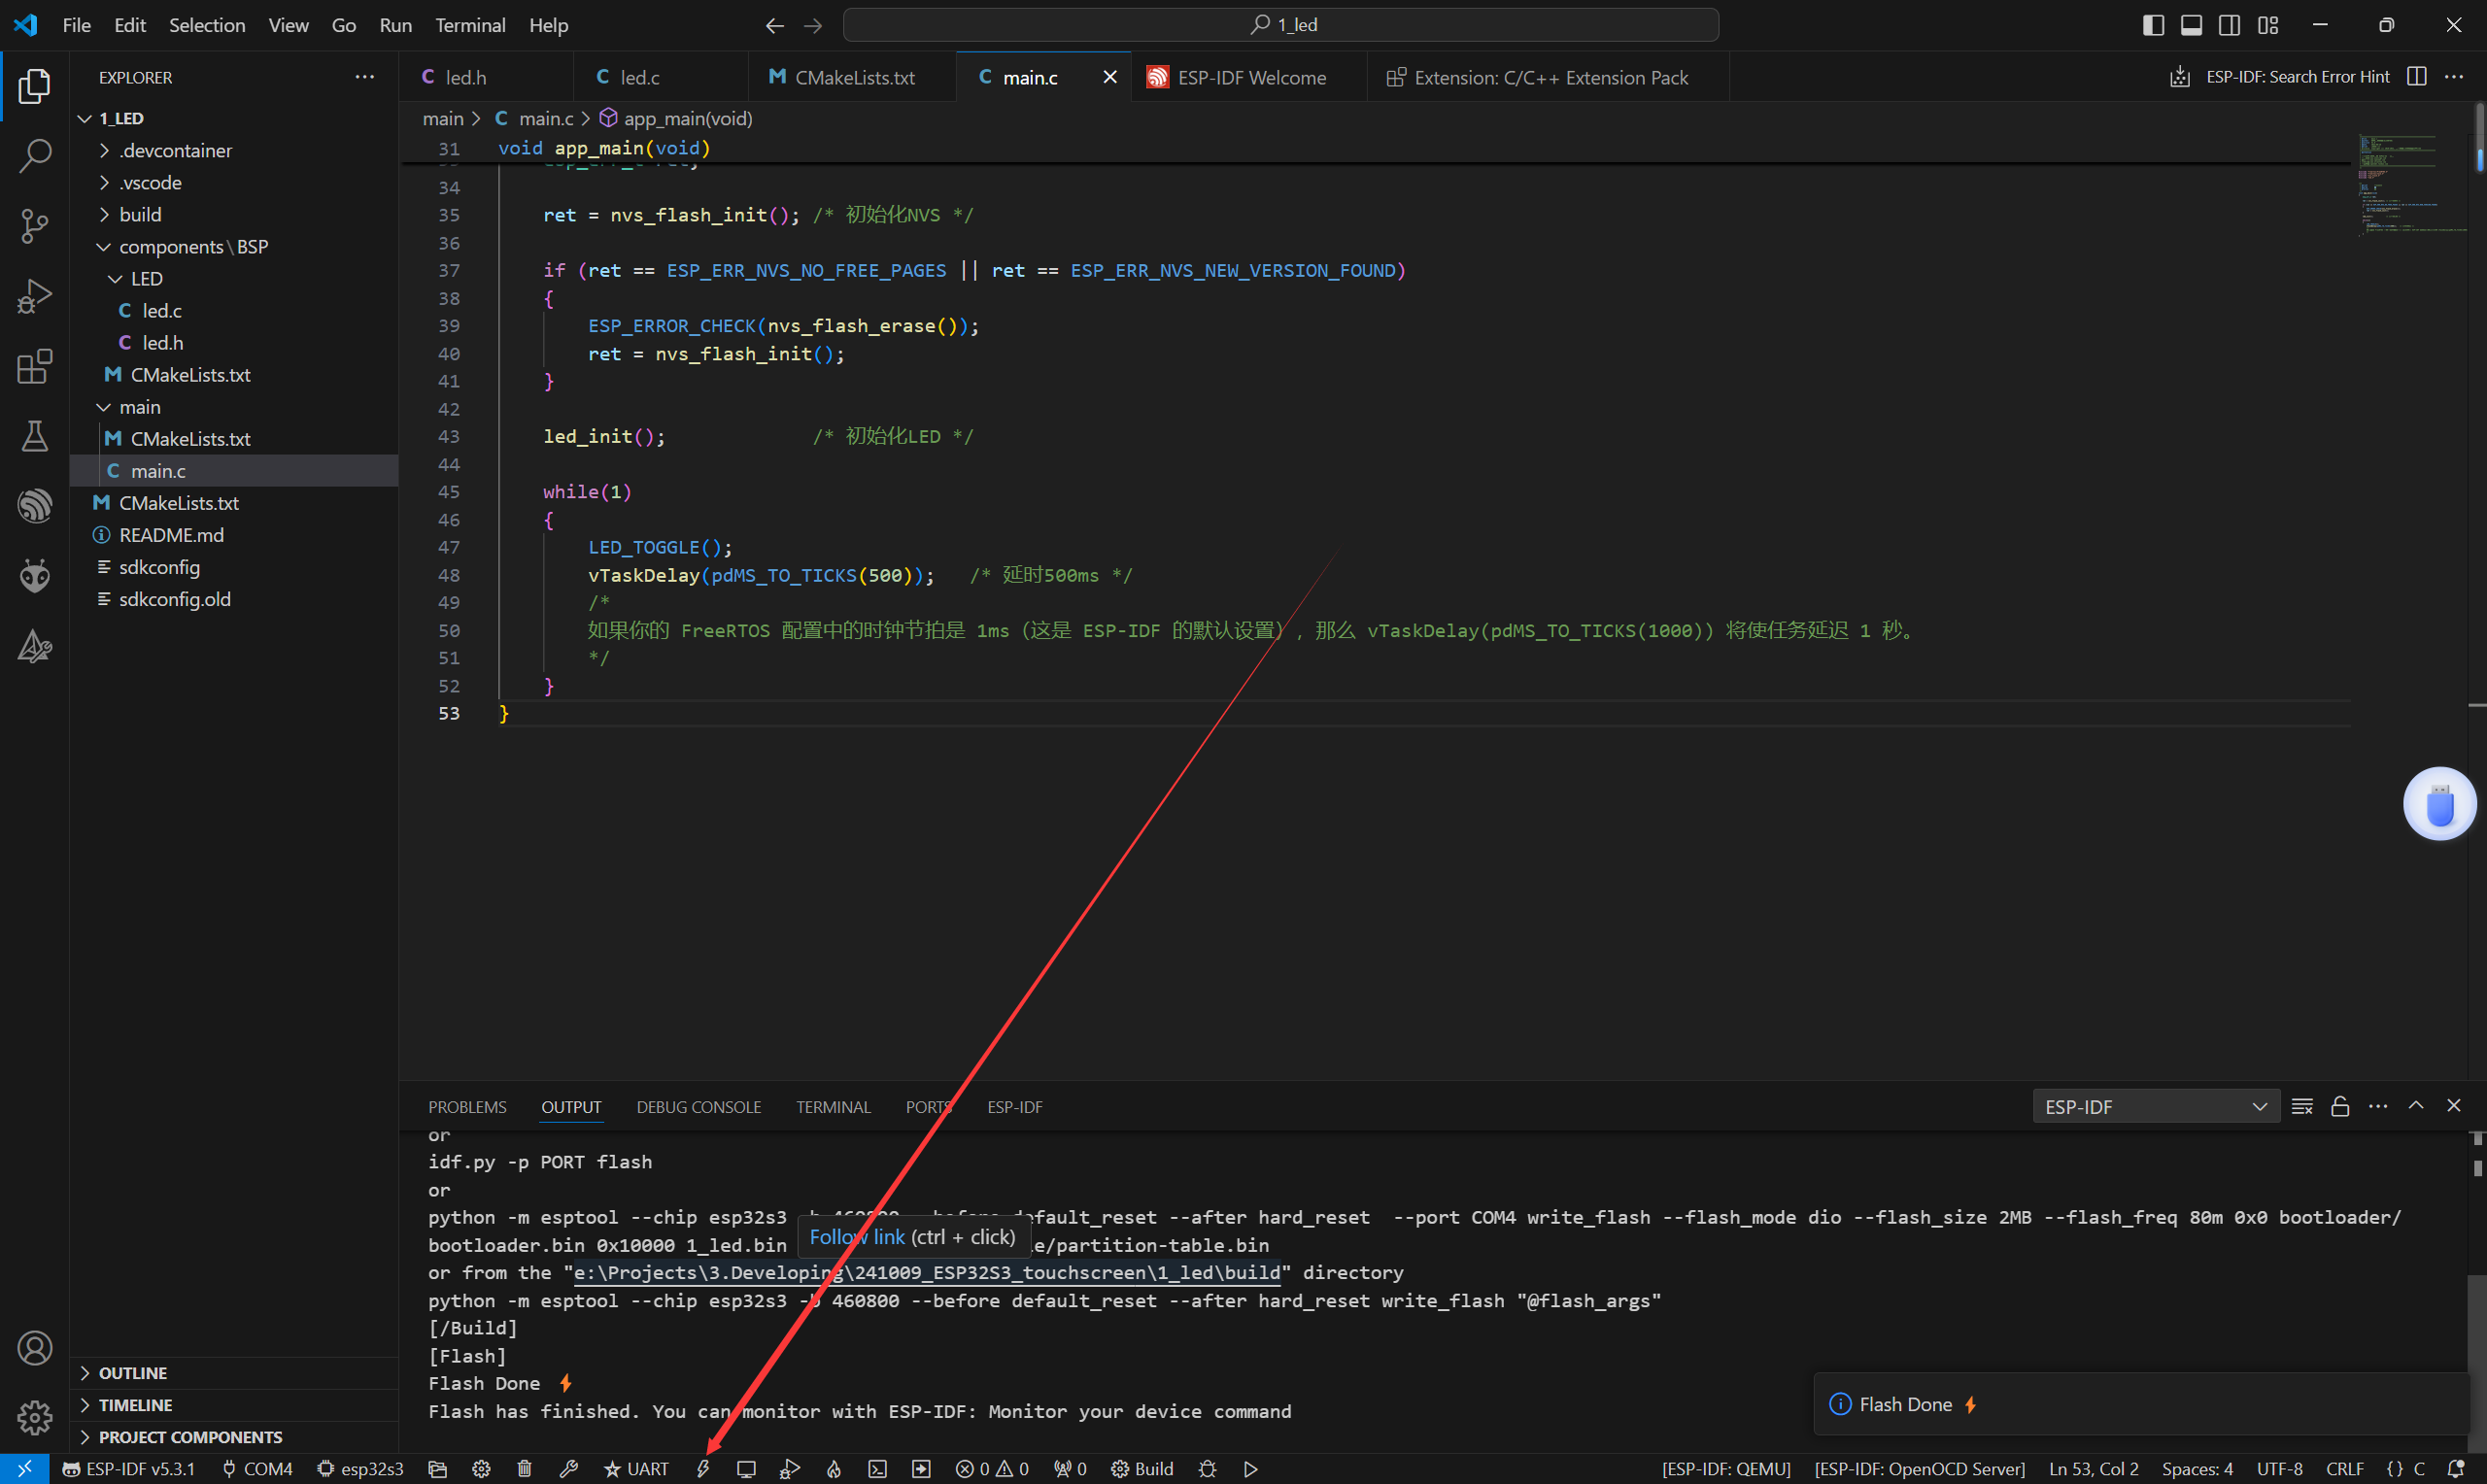 File Edit Selection View Go Run Terminal Help
1_led
EXPLORER
1_LED
.devcontainer
.vscode
build
components\BSP
LED
led.c
led.h
CMakeLists.txt
main
CMakeLists.txt
main.c
CMakeLists.txt
README.md
sdkconfig
sdkconfig.old
OUTLINE
TIMELINE
PROJECT COMPONENTS
led.h led.c CMakeLists.txt main.c ESP-IDF Welcome Extension: C/C++ Extension Pack ESP-IDF: Search Error Hint
main > main.c > app_main(void)
31 void app_main(void)
34
35 ret = nvs_flash_init(); /* 初始化NVS */
36
37 if (ret == ESP_ERR_NVS_NO_FREE_PAGES || ret == ESP_ERR_NVS_NEW_VERSION_FOUND)
38 {
39 ESP_ERROR_CHECK(nvs_flash_erase());
40 ret = nvs_flash_init();
41 }
42
43 led_init(); /* 初始化LED */
44
45 while(1)
46 {
47 LED_TOGGLE();
48 vTaskDelay(pdMS_TO_TICKS(500)); /* 延时500ms */
49 /*
50 如果你的 FreeRTOS 配置中的时钟节拍是 1ms（这是 ESP-IDF 的默认设置），那么 vTaskDelay(pdMS_TO_TICKS(1000)) 将使任务延迟 1 秒。
51 */
52 }
53 }
PROBLEMS OUTPUT DEBUG CONSOLE TERMINAL PORTS ESP-IDF
ESP-IDF
or
idf.py -p PORT flash
or
python -m esptool --chip esp32s3 -b 460800 --before default_reset --after hard_reset --port COM4 write_flash --flash_mode dio --flash_size 2MB --flash_freq 80m 0x0 bootloader/
bootloader.bin 0x10000 1_led.bin e/partition-table.bin
Follow link (ctrl + click)
or from the "e:\Projects\3.Developing\241009_ESP32S3_touchscreen\1_led\build" directory
python -m esptool --chip esp32s3 -b 460800 --before default_reset --after hard_reset write_flash "@flash_args"
[/Build]
[Flash]
Flash Done ⚡
Flash has finished. You can monitor with ESP-IDF: Monitor your device command
Flash Done ⚡
ESP-IDF v5.3.1 COM4 esp32s3 UART 0 0 0 Build [ESP-IDF: QEMU] [ESP-IDF: OpenOCD Server] Ln 53, Col 2 Spaces: 4 UTF-8 CRLF {} C